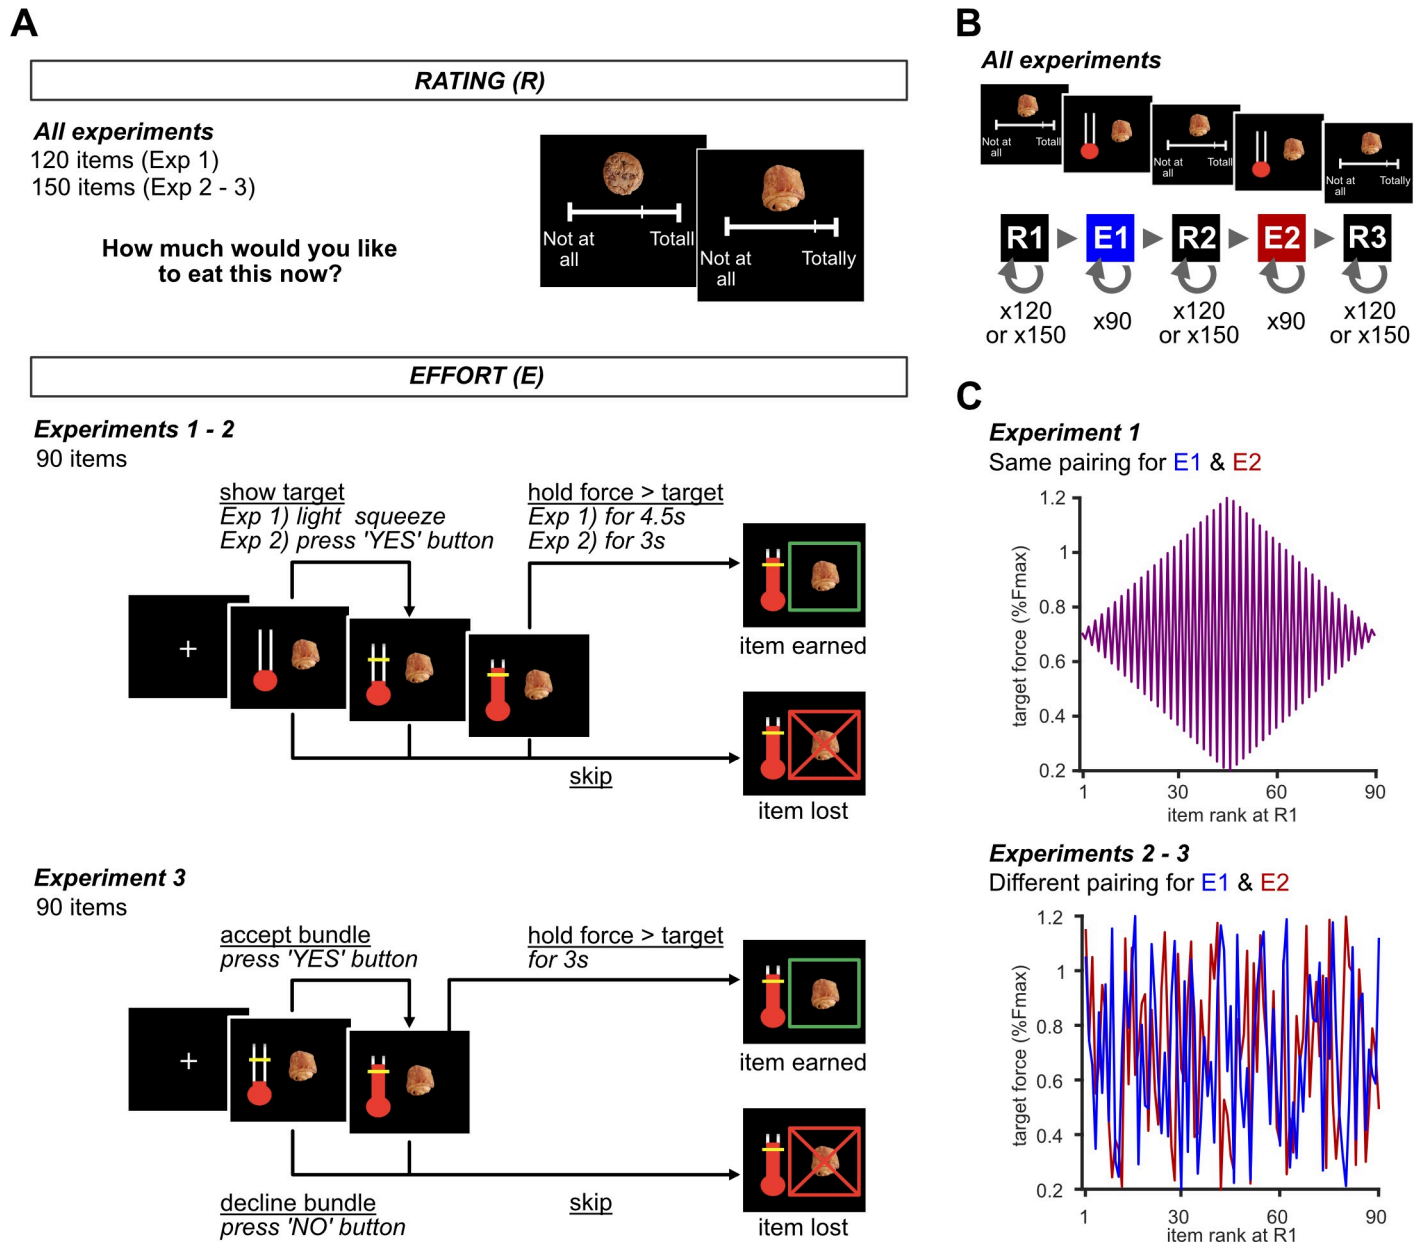 A
RATING (R)
All experiments
120 items (Exp 1)
150 items (Exp 2 - 3)
How much would you like
to eat this now?
Not at
all
Totall
Not at
all
Totally
EFFORT (E)
Experiments 1 - 2
90 items
show target
Exp 1) light squeeze
Exp 2) press 'YES' button
hold force > target
Exp 1) for 4.5s
Exp 2) for 3s
+
item earned
skip
item lost
Experiment 3
90 items
accept bundle
press 'YES' button
hold force > target
for 3s
+
item earned
decline bundle
press 'NO' button
skip
item lost
B
All experiments
Not at
all
Totall
Not at
all
Totall
Not at
all
Totally
R1 E1 R2 E2 R3
x120
or x150
x90
x120
or x150
x90
x120
or x150
C
Experiment 1
Same pairing for E1 & E2
target force (%Fmax)
1.2
1
0.8
0.6
0.4
0.2
1 30 60 90
item rank at R1
Experiments 2 - 3
Different pairing for E1 & E2
target force (%Fmax)
1.2
1
0.8
0.6
0.4
0.2
1 30 60 90
item rank at R1